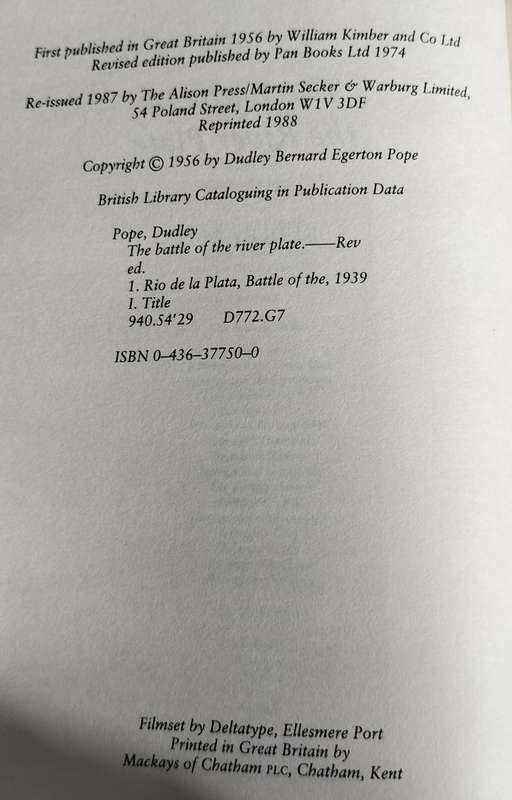 First published in Great Britain 1956 by William Kimber and Co Ltd
Revised edition published by Pan Books Ltd 1974
Re-issued 1987 by The Alison Press/Martin Secker & Warburg Limited,
54 Poland Street, London W1V 3DF
Reprinted 1988
Copyright © 1956 by Dudley Bernard Egerton Pope
British Library Cataloguing in Publication Data
Pope, Dudley
The battle of the river plate.——Rev
ed.
1. Rio de la Plata, Battle of the, 1939
I. Title
940.54'29 D772.G7
ISBN 0–436–37750–0
Filmset by Deltatype, Ellesmere Port
Printed in Great Britain by
Mackays of Chatham PLC, Chatham, Kent